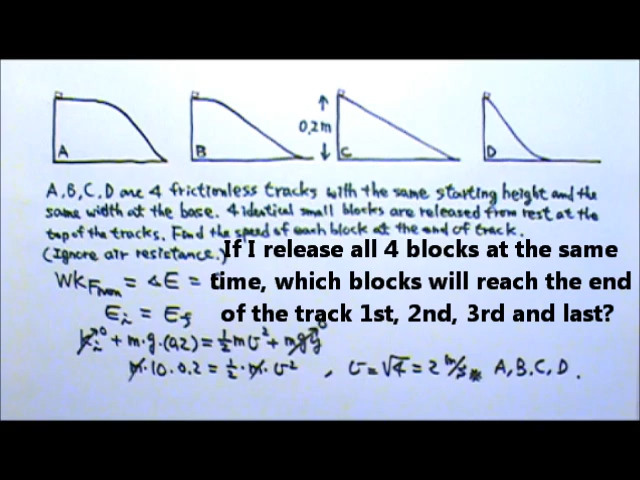 A
B
0.2m
C
D
A, B, C, D are 4 frictionless tracks with the same starting height and the
same width at the base. 4 identical small blocks are released from rest at the
top of the tracks. Find the speed of each block at the end of track.
(Ignore air resistance.)
If I release all 4 blocks at the same
time, which blocks will reach the end
of the track 1st, 2nd, 3rd and last?
Wk = ΔE =
Ei = Ef
Ki + m·g·(0.2) = ½mv² + mgy
m·10·0.2 = ½·m·v² , v = √4 = 2 m/s A, B, C, D.